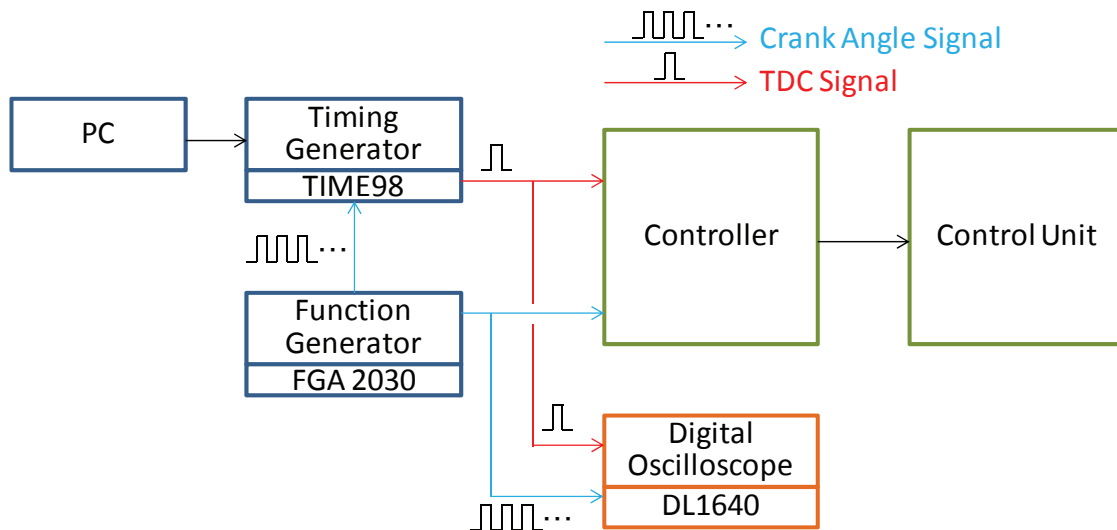 ... Crank Angle Signal
TDC Signal
PC
Timing
Generator
TIME98
...
Function
Generator
FGA 2030
Controller
Control Unit
Digital
Oscilloscope
DL1640
...